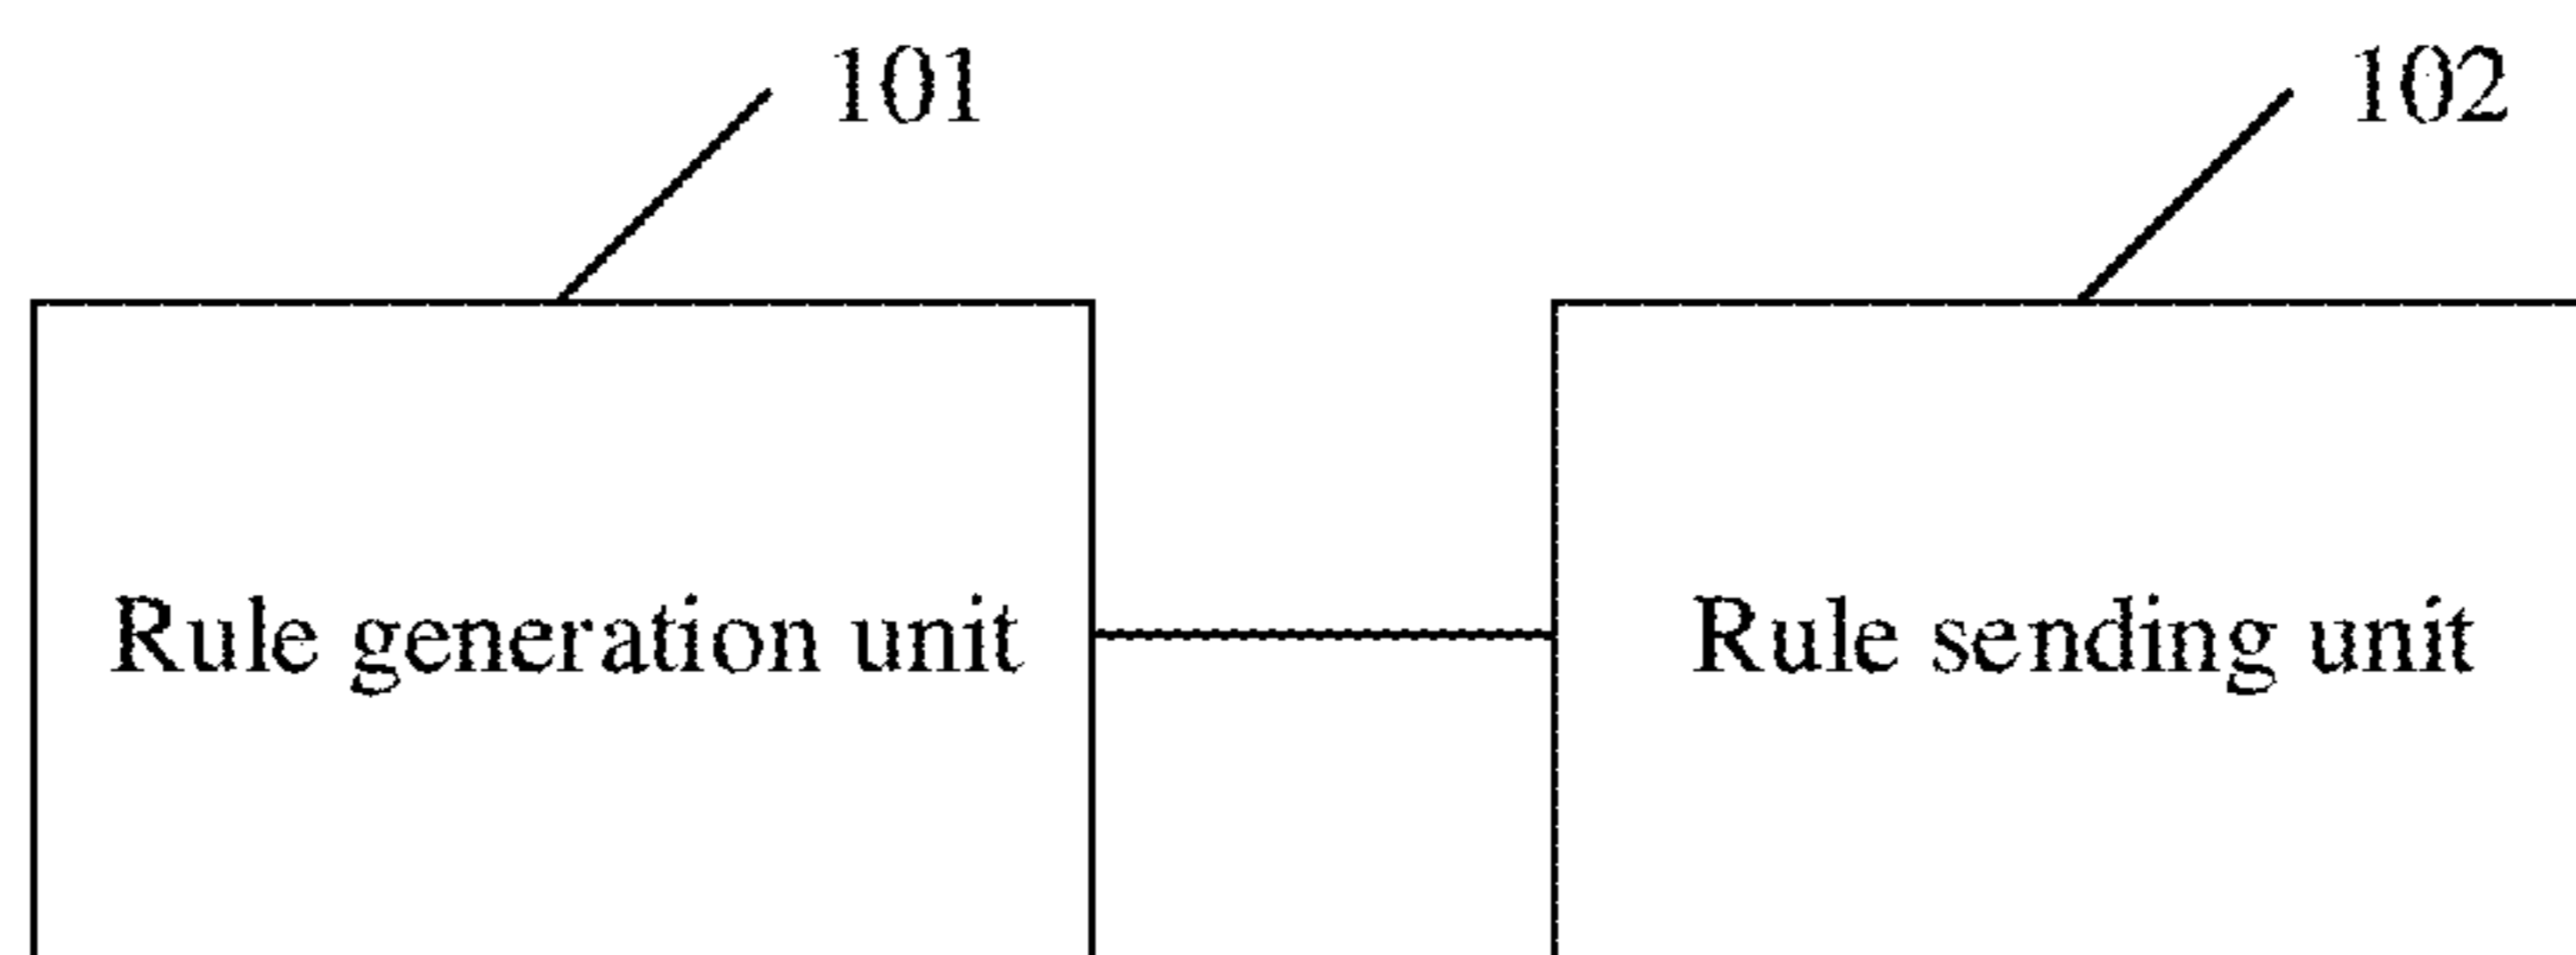 101
102
Rule generation unit
Rule sending unit